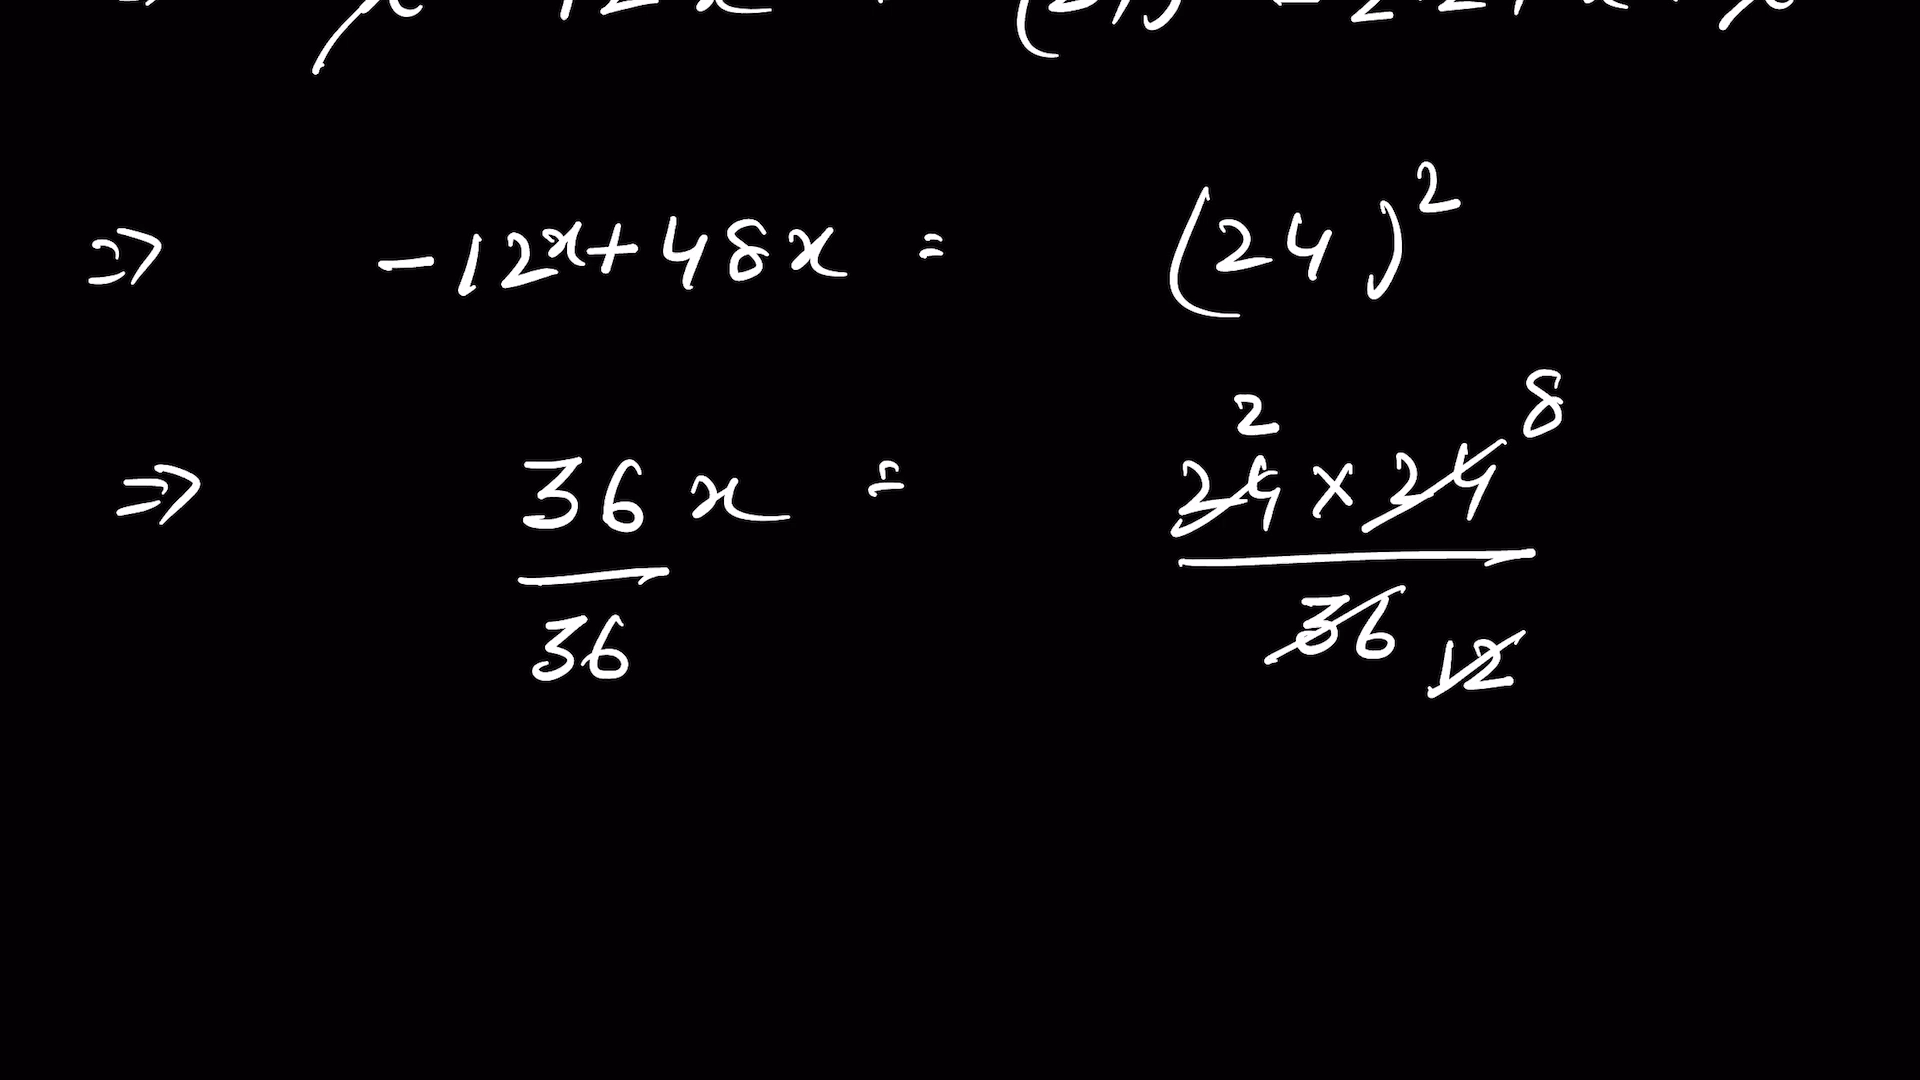 ⇒ -12x+48x = (24)²
2 8
⇒ 36x = 24 × 24
36 36 12